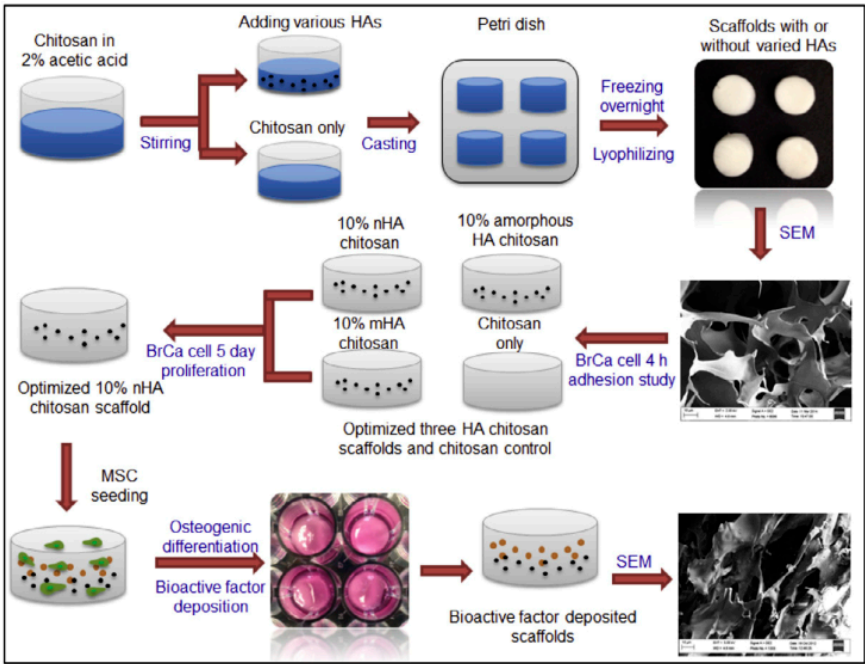 Chitosan in
2% acetic acid
Stirring
Adding various HAs
Chitosan only
Casting
Petri dish
Freezing
overnight
Lyophilizing
Scaffolds with or
without varied HAs
SEM
BrCa cell 4 h
adhesion study
10% nHA
chitosan
10% amorphous
HA chitosan
10% mHA
chitosan
Chitosan
only
Optimized three HA chitosan
scaffolds and chitosan control
BrCa cell 5 day
proliferation
Optimized 10% nHA
chitosan scaffold
MSC
seeding
Osteogenic
differentiation
Bioactive factor
deposition
Bioactive factor deposited
scaffolds
SEM